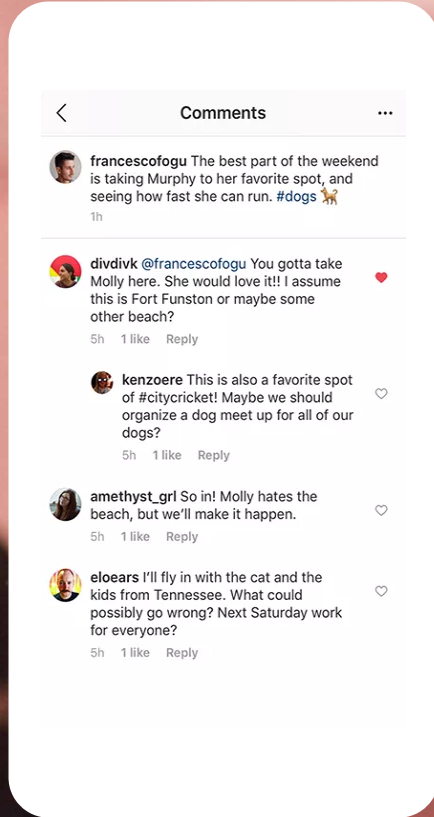 Comments
francescofogu The best part of the weekend
is taking Murphy to her favorite spot, and
seeing how fast she can run. #dogs 🐕
1h
divdivk @francescofogu You gotta take
Molly here. She would love it!! I assume
this is Fort Funston or maybe some
other beach?
5h 1 like Reply
kenzoere This is also a favorite spot
of #citycricket! Maybe we should
organize a dog meet up for all of our
dogs?
5h 1 like Reply
amethyst_grl So in! Molly hates the
beach, but we’ll make it happen.
5h 1 like Reply
eloears I’ll fly in with the cat and the
kids from Tennessee. What could
possibly go wrong? Next Saturday work
for everyone?
5h 1 like Reply